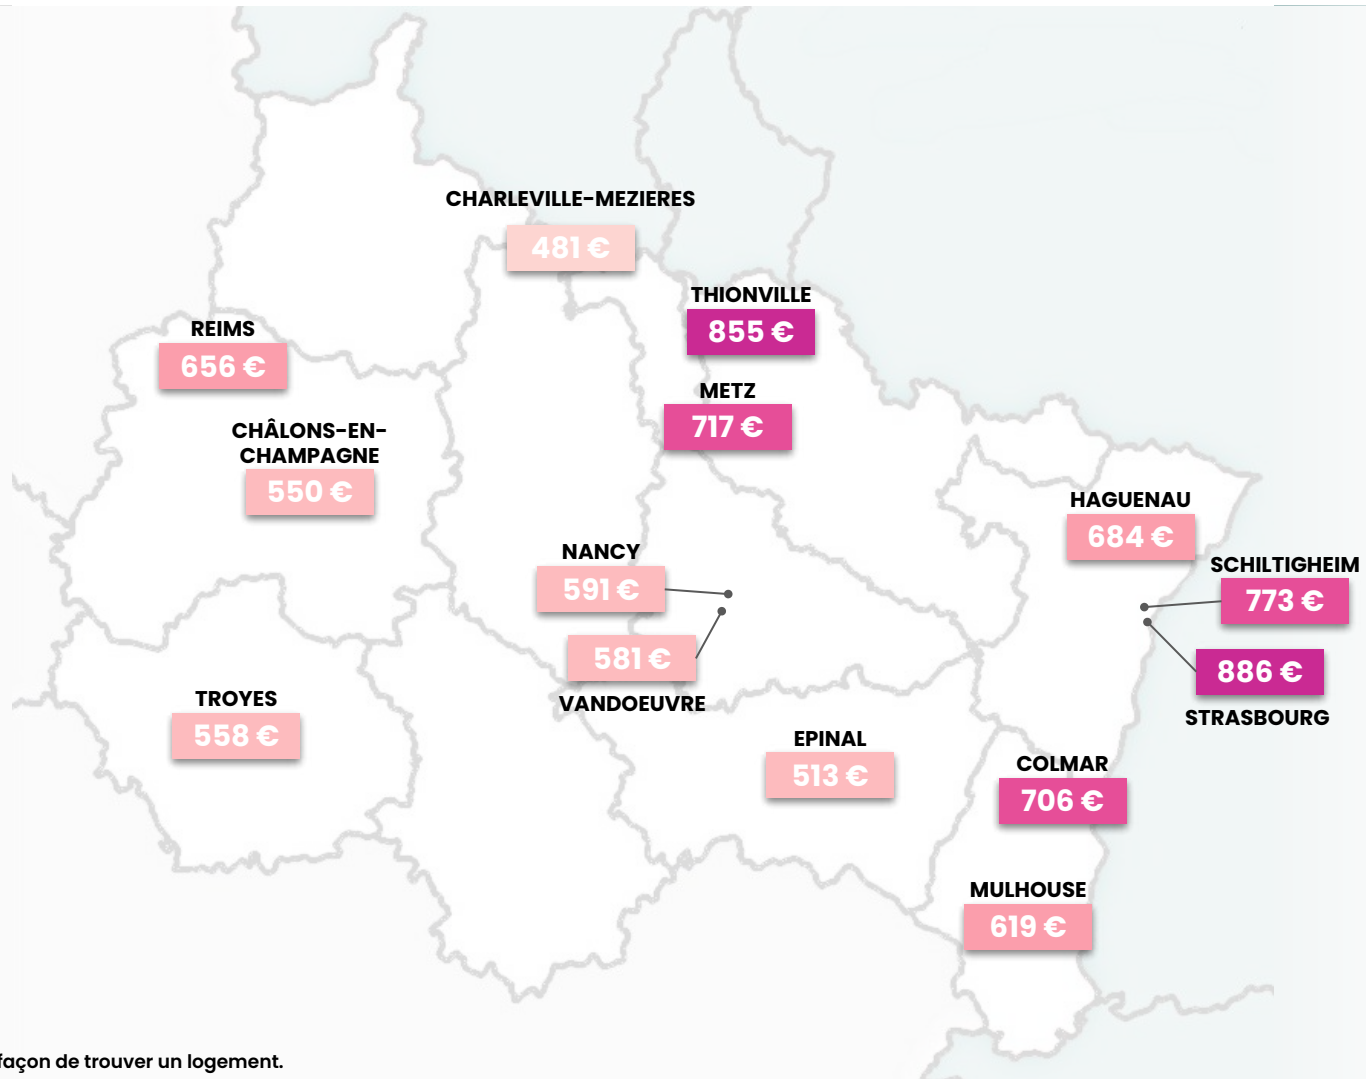 CHARLEVILLE-MEZIERES
481 €
THIONVILLE
855 €
REIMS
656 €
METZ
717 €
CHÂLONS-EN-
CHAMPAGNE
550 €
HAGUENAU
684 €
NANCY
591 €
SCHILTIGHEIM
773 €
581 €
VANDOEUVRE
886 €
STRASBOURG
TROYES
558 €
EPINAL
513 €
COLMAR
706 €
MULHOUSE
619 €
façon de trouver un logement.